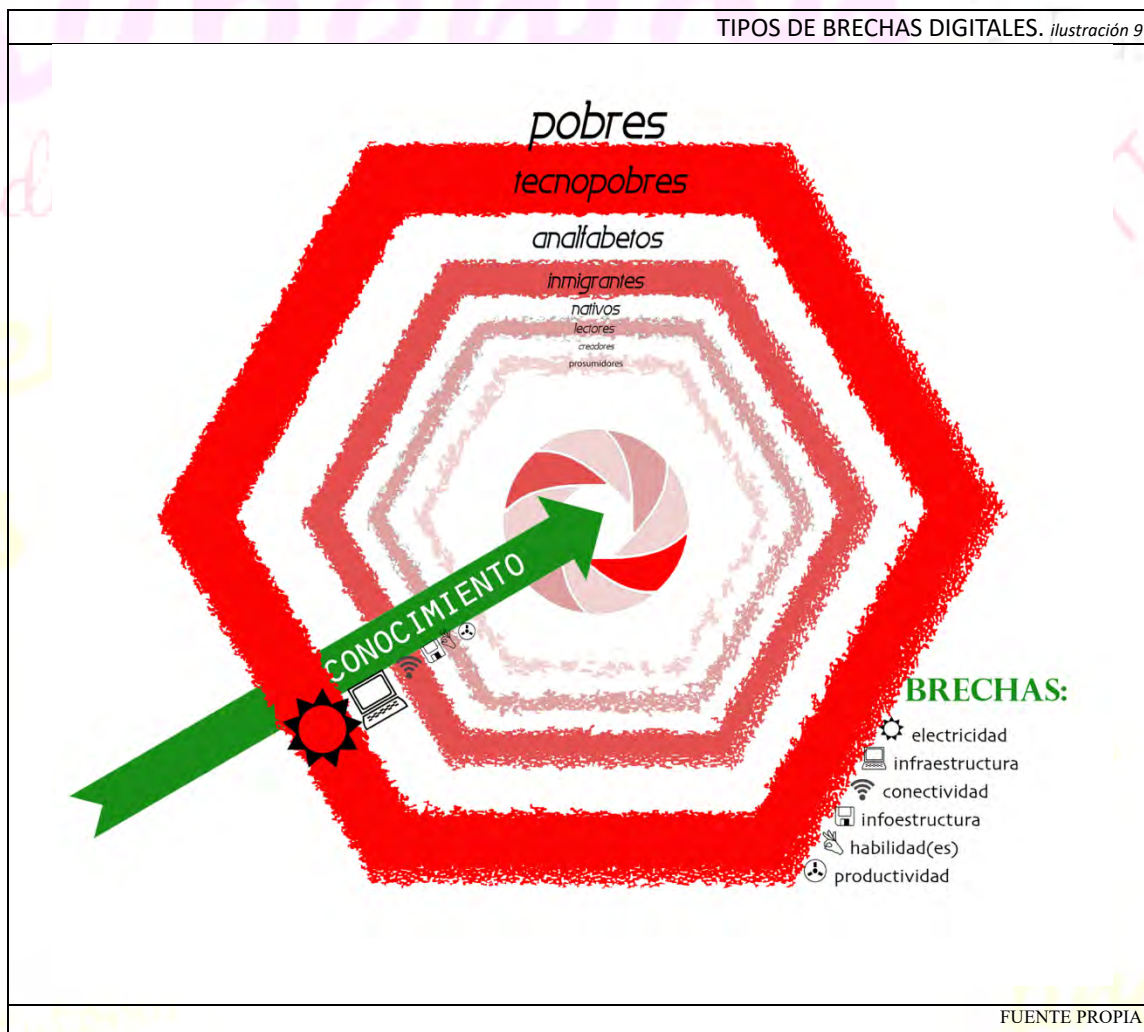 TIPOS DE BRECHAS DIGITALES. ilustración 9
pobres
tecnopobres
analfabetos
inmigrantes
nativos
lectores
creadores
prosumidores
CONOCIMIENTO
BRECHAS:
electricidad
infraestructura
conectividad
infoestructura
habilidad(es)
productividad
FUENTE PROPIA